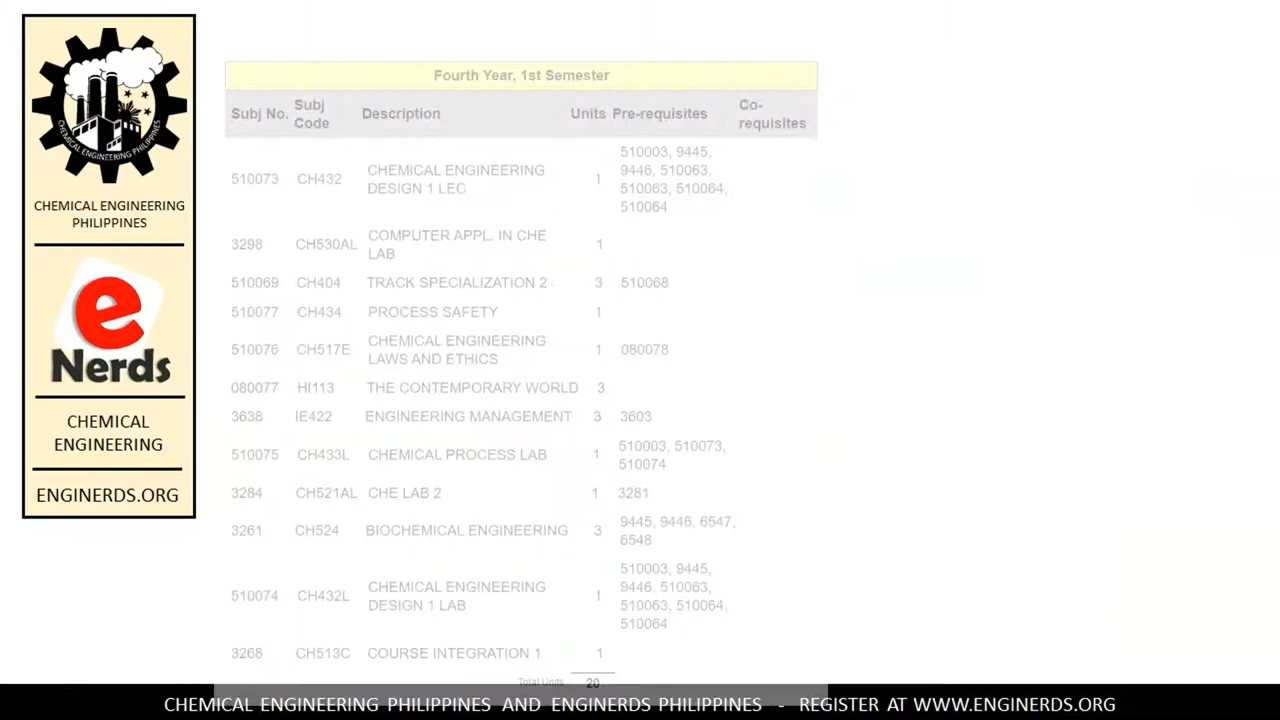 CHEMICAL ENGINEERING PHILIPPINES
CHEMICAL ENGINEERING
PHILIPPINES
e
Nerds
CHEMICAL
ENGINEERING
ENGINERDS.ORG
Fourth Year, 1st Semester
Subj No. Subj Code Description Units Pre-requisites Co-requisites
510073 CH432 CHEMICAL ENGINEERING DESIGN 1 LEC 1 510003, 9445, 9446, 510063, 510063, 510064, 510064
3298 CH530AL COMPUTER APPL. IN CHE LAB 1
510069 CH404 TRACK SPECIALIZATION 2 3 510068
510077 CH434 PROCESS SAFETY 1
510076 CH517E CHEMICAL ENGINEERING LAWS AND ETHICS 1 080078
080077 HI113 THE CONTEMPORARY WORLD 3
3638 IE422 ENGINEERING MANAGEMENT 3 3603
510075 CH433L CHEMICAL PROCESS LAB 1 510003, 510073, 510074
3284 CH521AL CHE LAB 2 1 3281
3261 CH524 BIOCHEMICAL ENGINEERING 3 9445, 9446, 6547, 6548
510074 CH432L CHEMICAL ENGINEERING DESIGN 1 LAB 1 510003, 9445, 9446, 510063, 510063, 510064, 510064
3268 CH513C COURSE INTEGRATION 1 1
Total Units 20
CHEMICAL ENGINEERING PHILIPPINES AND ENGINERDS PHILIPPINES - REGISTER AT WWW.ENGINERDS.ORG